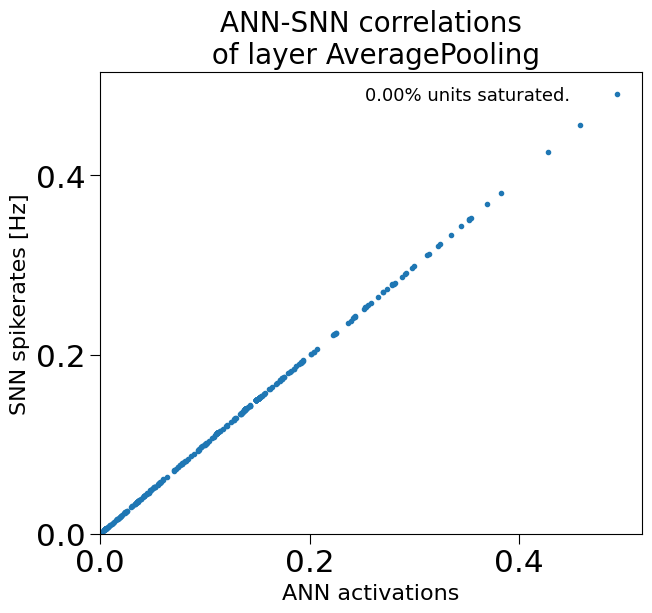 ANN-SNN correlations
of layer AveragePooling
0.00% units saturated.
SNN spikerates [Hz]
0.4
0.2
0.0
0.0 0.2 0.4
ANN activations